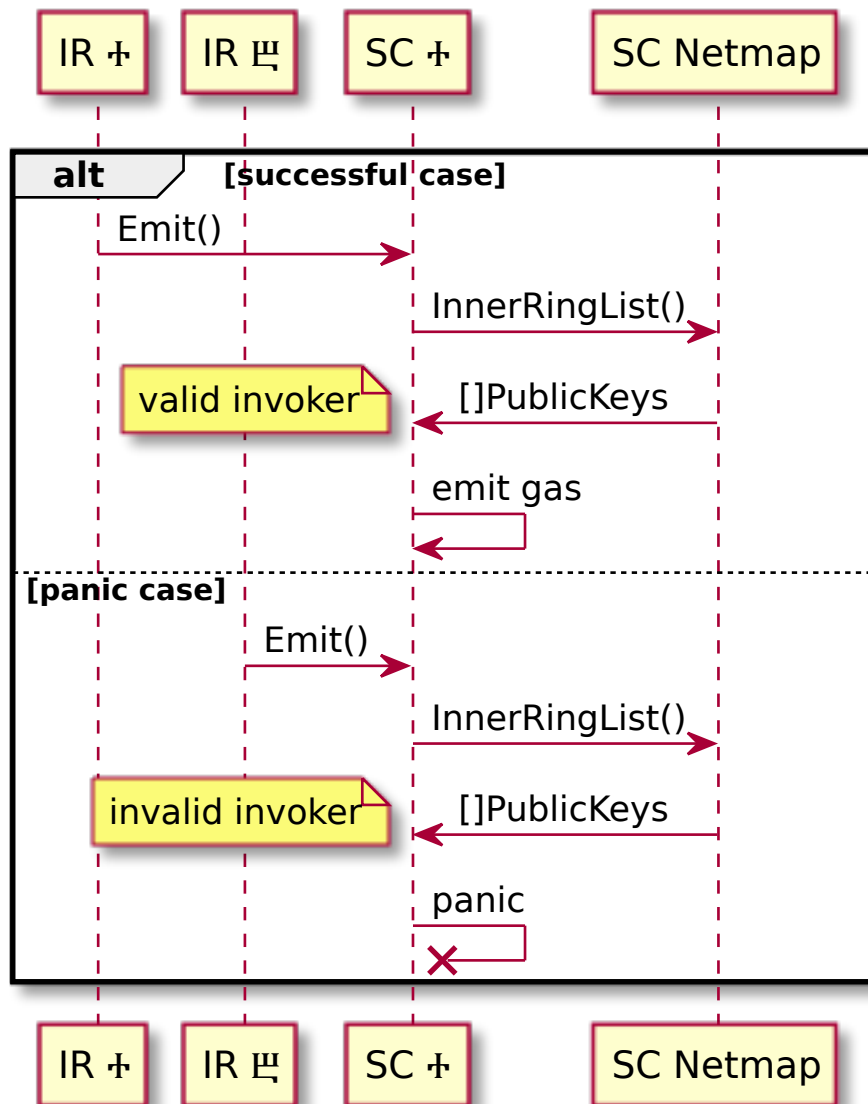 IR ⰰ
IR ⰱ
SC ⰰ
SC Netmap
alt
[successful case]
Emit()
InnerRingList()
valid invoker
[]PublicKeys
emit gas
[panic case]
Emit()
InnerRingList()
invalid invoker
[]PublicKeys
panic
IR ⰰ
IR ⰱ
SC ⰰ
SC Netmap